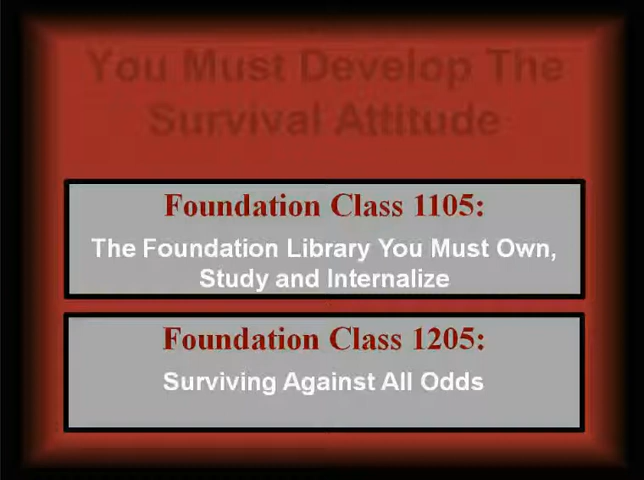 You Must Develop The
Survival Attitude
Foundation Class 1105:
The Foundation Library You Must Own,
Study and Internalize
Foundation Class 1205:
Surviving Against All Odds